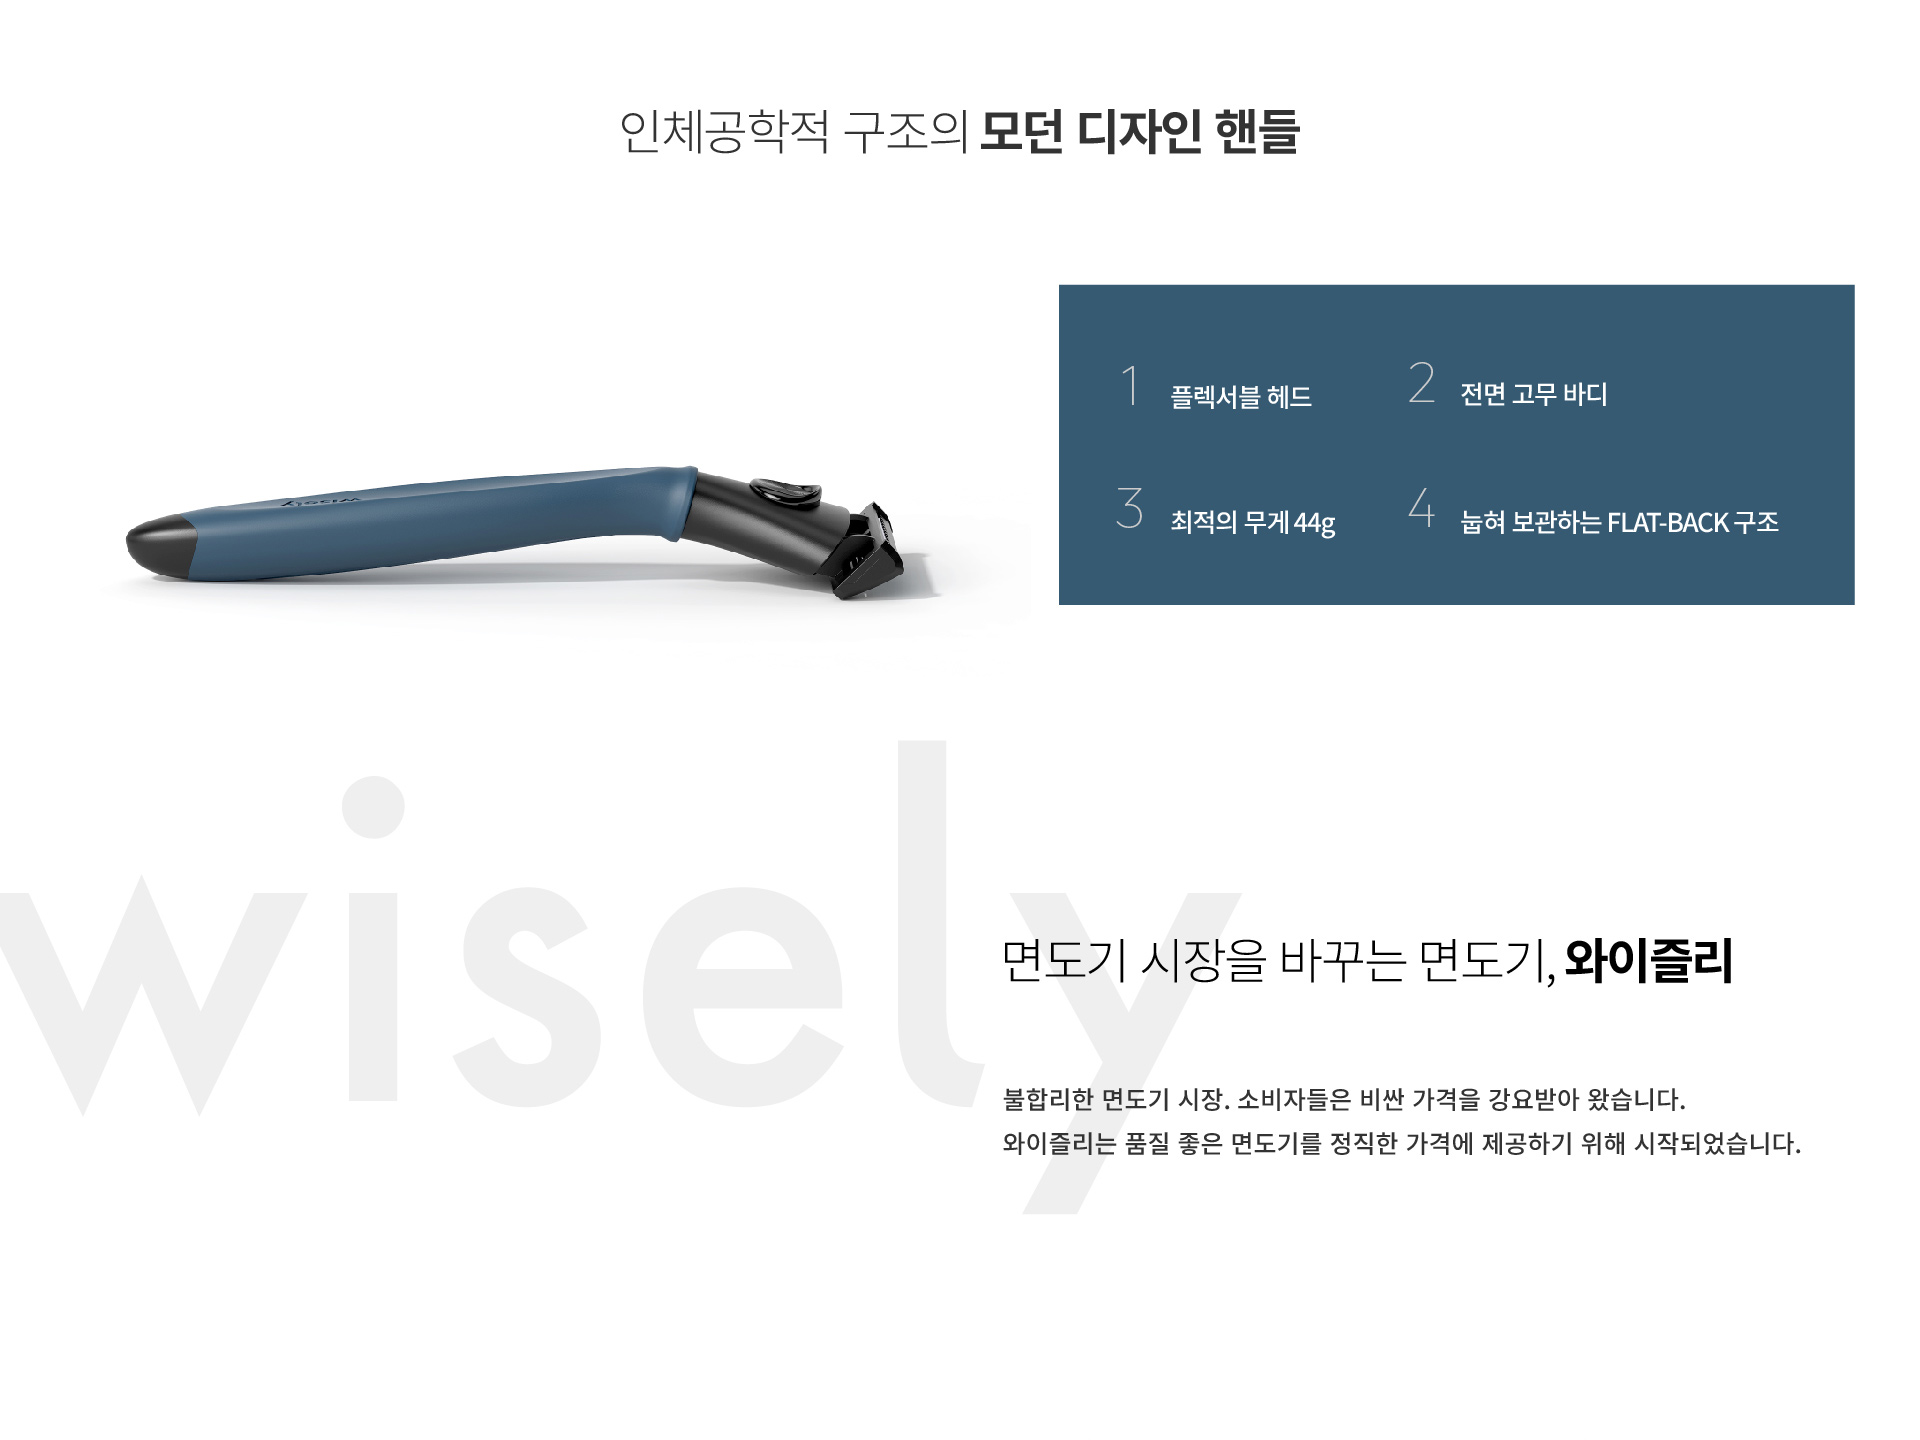 인체공학적 구조의 모던 디자인 핸들
wisely
1 플렉서블 헤드
2 전면 고무 바디
3 최적의 무게 44g
4 눕혀 보관하는 FLAT-BACK 구조
wisely
면도기 시장을 바꾸는 면도기, 와이즐리
불합리한 면도기 시장. 소비자들은 비싼 가격을 강요받아 왔습니다.
와이즐리는 품질 좋은 면도기를 정직한 가격에 제공하기 위해 시작되었습니다.